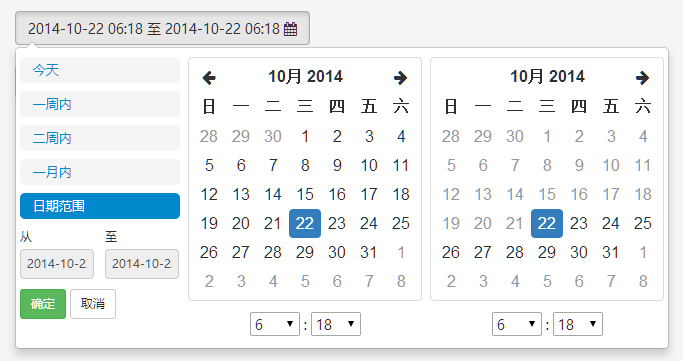 2014-10-22 06:18 至 2014-10-22 06:18
今天
一周内
二周内
一月内
日期范围
从 至
2014-10-2 2014-10-2
确定 取消
10月 2014
日 一 二 三 四 五 六
28 29 30 1 2 3 4
5 6 7 8 9 10 11
12 13 14 15 16 17 18
19 20 21 22 23 24 25
26 27 28 29 30 31 1
2 3 4 5 6 7 8
6 : 18
10月 2014
日 一 二 三 四 五 六
28 29 30 1 2 3 4
5 6 7 8 9 10 11
12 13 14 15 16 17 18
19 20 21 22 23 24 25
26 27 28 29 30 31 1
2 3 4 5 6 7 8
6 : 18